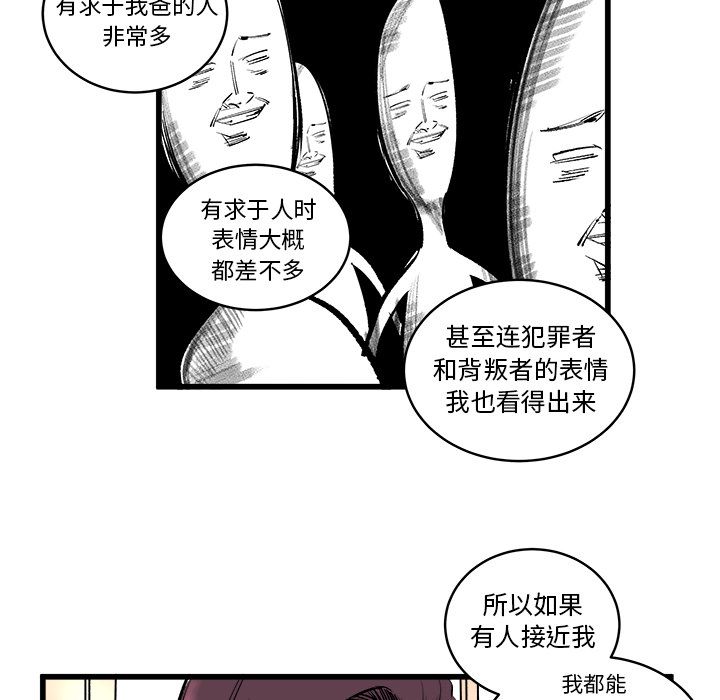 有求于我爸的人
非常多
有求于人时
表情大概
都差不多
甚至连犯罪者
和背叛者的表情
我也看得出来
所以如果
有人接近我
我都能